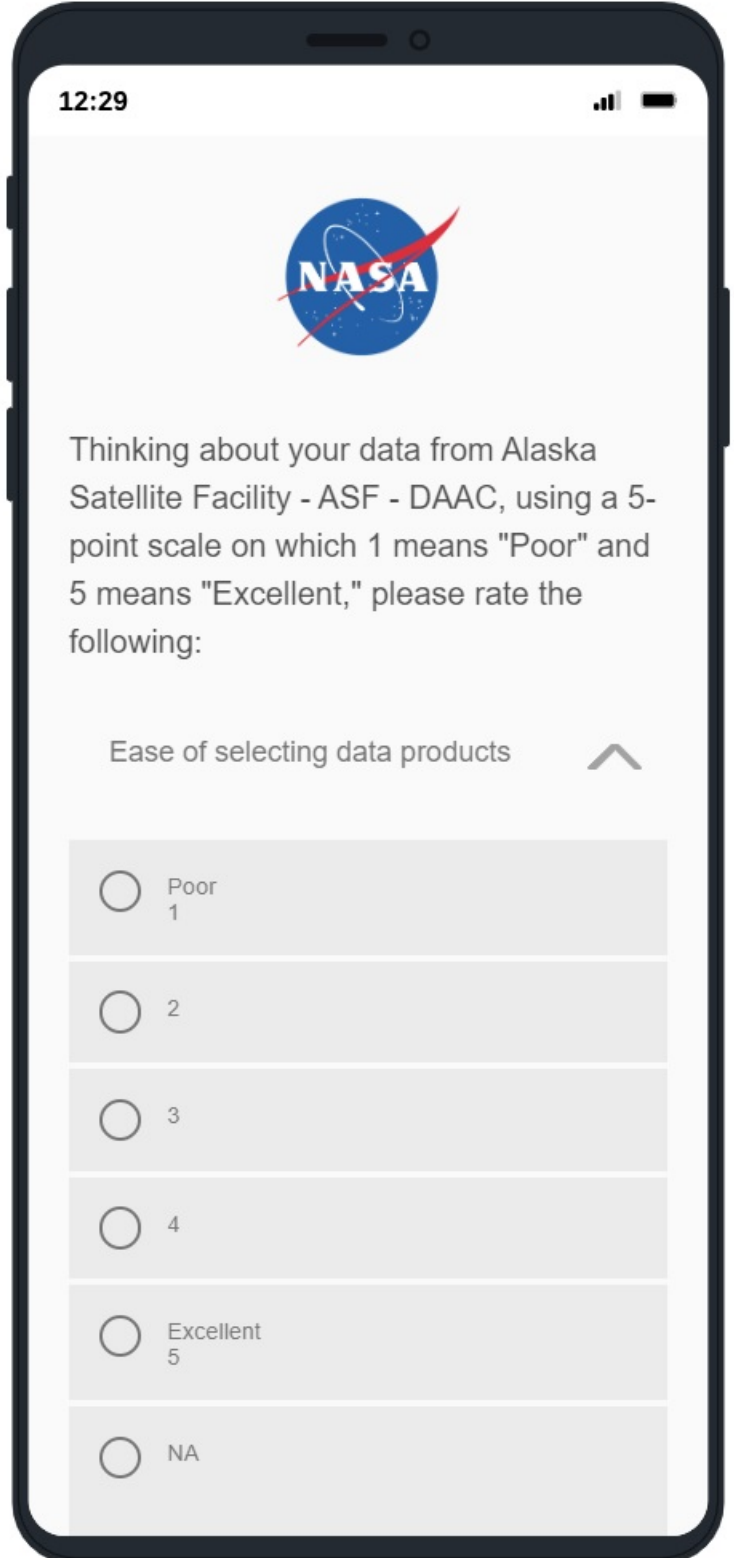 12:29
NASA
Thinking about your data from Alaska
Satellite Facility - ASF - DAAC, using a 5-
point scale on which 1 means "Poor" and
5 means "Excellent," please rate the
following:
Ease of selecting data products
Poor
1
2
3
4
Excellent
5
NA